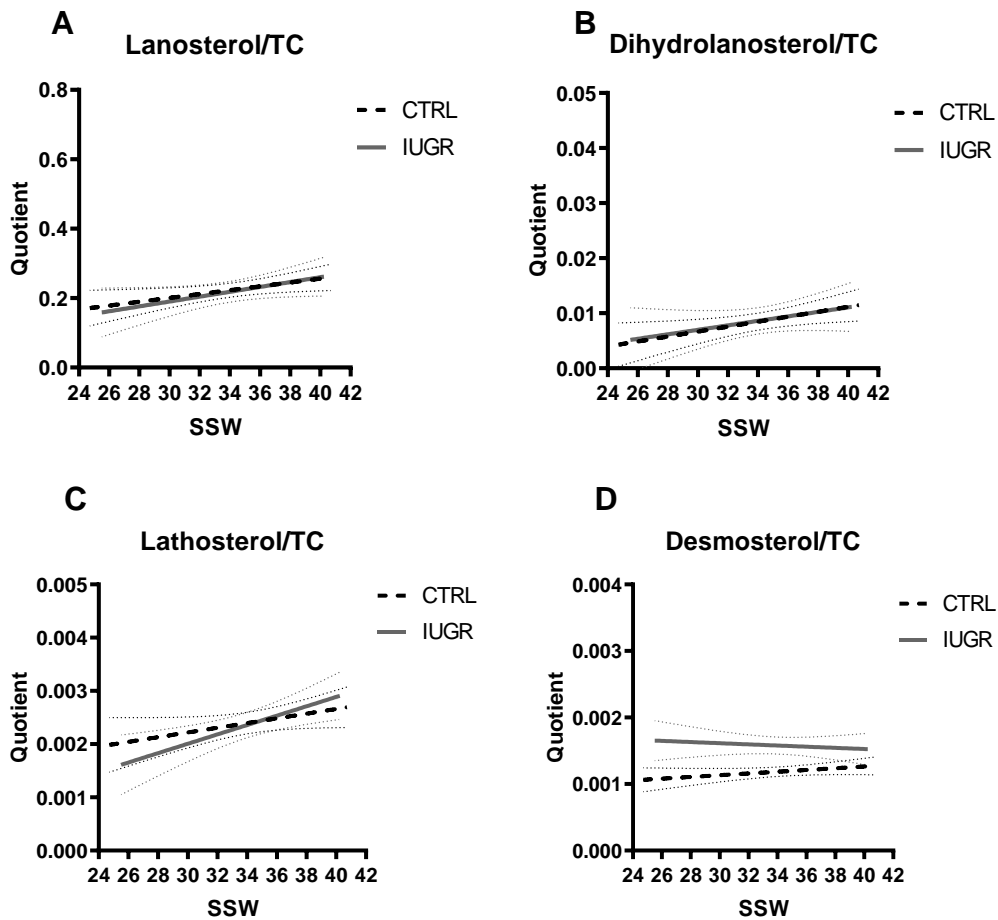 A
Lanosterol/TC
0.8
0.6
0.4
0.2
0.0
Quotient
24 26 28 30 32 34 36 38 40 42
SSW
CTRL
IUGR
B
Dihydrolanosterol/TC
0.05
0.04
0.03
0.02
0.01
0.00
Quotient
24 26 28 30 32 34 36 38 40 42
SSW
CTRL
IUGR
C
Lathosterol/TC
0.005
0.004
0.003
0.002
0.001
0.000
Quotient
24 26 28 30 32 34 36 38 40 42
SSW
CTRL
IUGR
D
Desmosterol/TC
0.004
0.003
0.002
0.001
0.000
Quotient
24 26 28 30 32 34 36 38 40 42
SSW
CTRL
IUGR